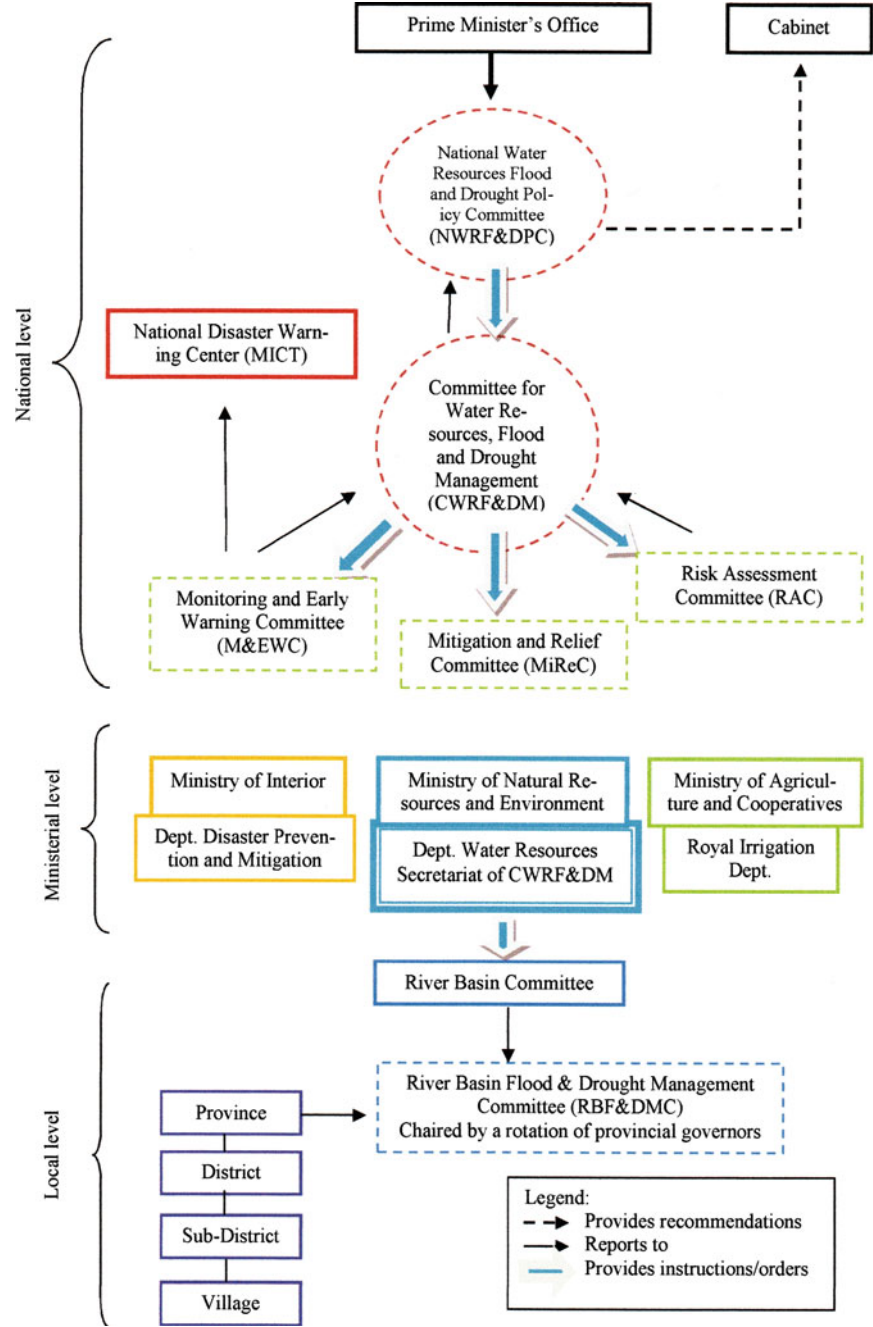 Prime Minister's Office
Cabinet
National Water
Resources Flood
and Drought Pol-
icy Committee
(NWRF&DPC)
National level
National Disaster Warn-
ing Center (MICT)
Committee for
Water Re-
sources, Flood
and Drought
Management
(CWRF&DM)
Monitoring and Early
Warning Committee
(M&EWC)
Mitigation and Relief
Committee (MiReC)
Risk Assessment
Committee (RAC)
Ministerial level
Ministry of Interior
Dept. Disaster Preven-
tion and Mitigation
Ministry of Natural Re-
sources and Environment
Dept. Water Resources
Secretariat of CWRF&DM
Ministry of Agricul-
ture and Cooperatives
Royal Irrigation
Dept.
Local level
River Basin Committee
River Basin Flood & Drought Management
Committee (RBF&DMC)
Chaired by a rotation of provincial governors
Province
District
Sub-District
Village
Legend:
Provides recommendations
Reports to
Provides instructions/orders